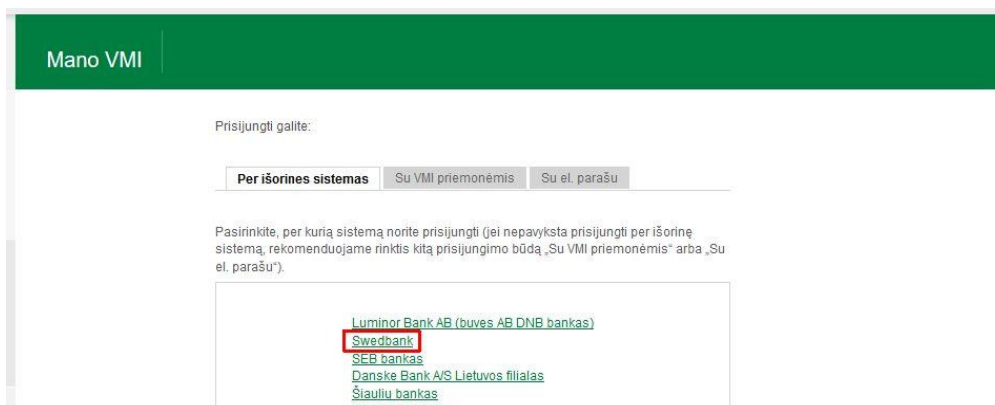 Mano VMI
Prisijungti galite:
Per išorines sistemas Su VMI priemonėmis Su el. parašu
Pasirinkite, per kurią sistemą norite prisijungti (jei nepavyksta prisijungti per išorinę
sistemą, rekomenduojame rinktis kitą prisijungimo būdą „Su VMI priemonėmis“ arba „Su
el. parašu“).
Luminor Bank AB (buves AB DNB bankas)
Swedbank
SEB bankas
Danske Bank A/S Lietuvos filialas
Šiauliu bankas